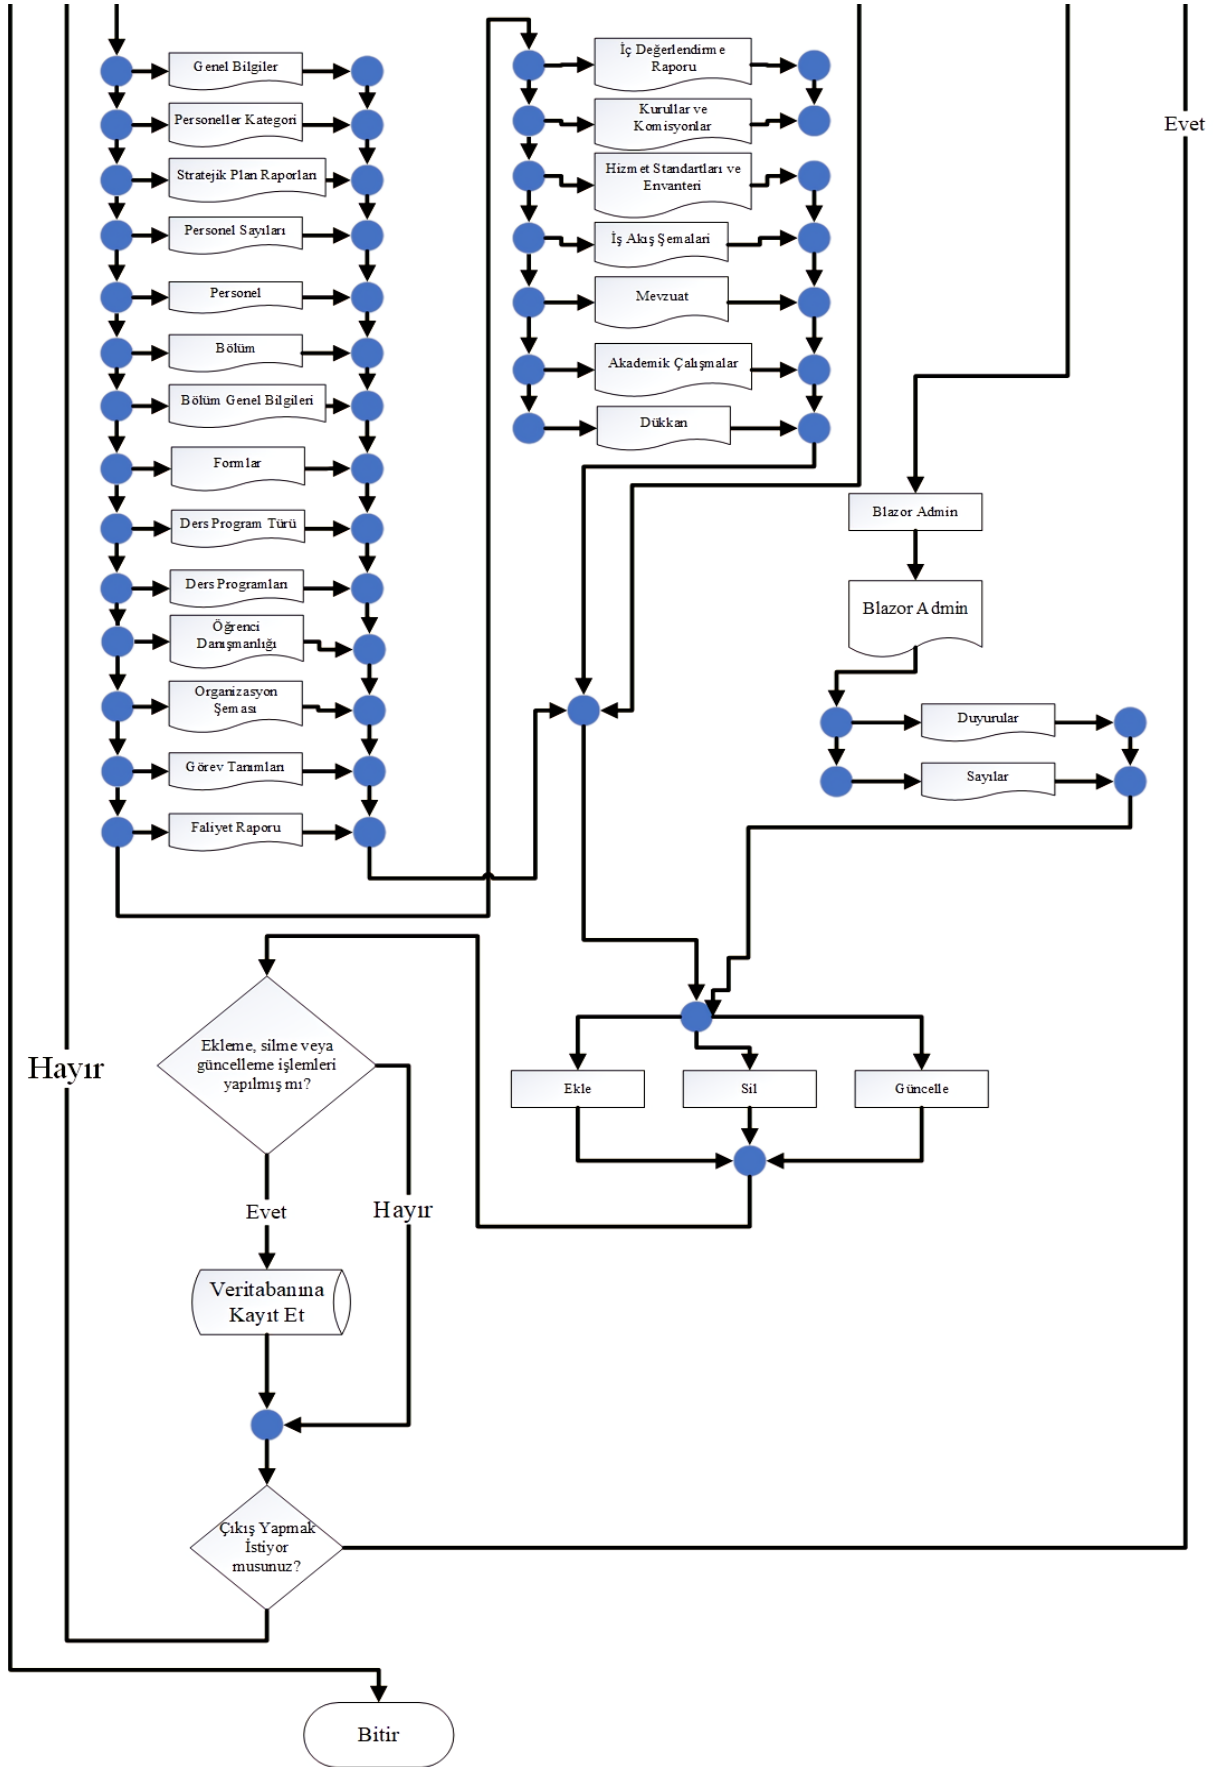 Genel Bilgiler
Personeller Kategori
Stratejik Plan Raporları
Personel Sayıları
Personel
Bölüm
Bölüm Genel Bilgileri
Formlar
Ders Program Türü
Ders Programları
Öğrenci
Danışmanlığı
Organizasyon
Şeması
Görev Tanımları
Faliyet Raporu
İç Değerlendirme
Raporu
Kurullar ve
Komisyonlar
Hizmet Standartları ve
Envanteri
İş Akış Şemalari
Mevzuat
Akademik Çalışmalar
Dükkan
Evet
Blazor Admin
Blazor Admin
Duyurular
Sayılar
Hayır
Ekleme, silme veya
güncelleme işlemleri
yapılmış mı?
Ekle
Sil
Güncelle
Evet
Hayır
Veritabanına
Kayıt Et
Çıkış Yapmak
İstiyor
musunuz?
Bitir